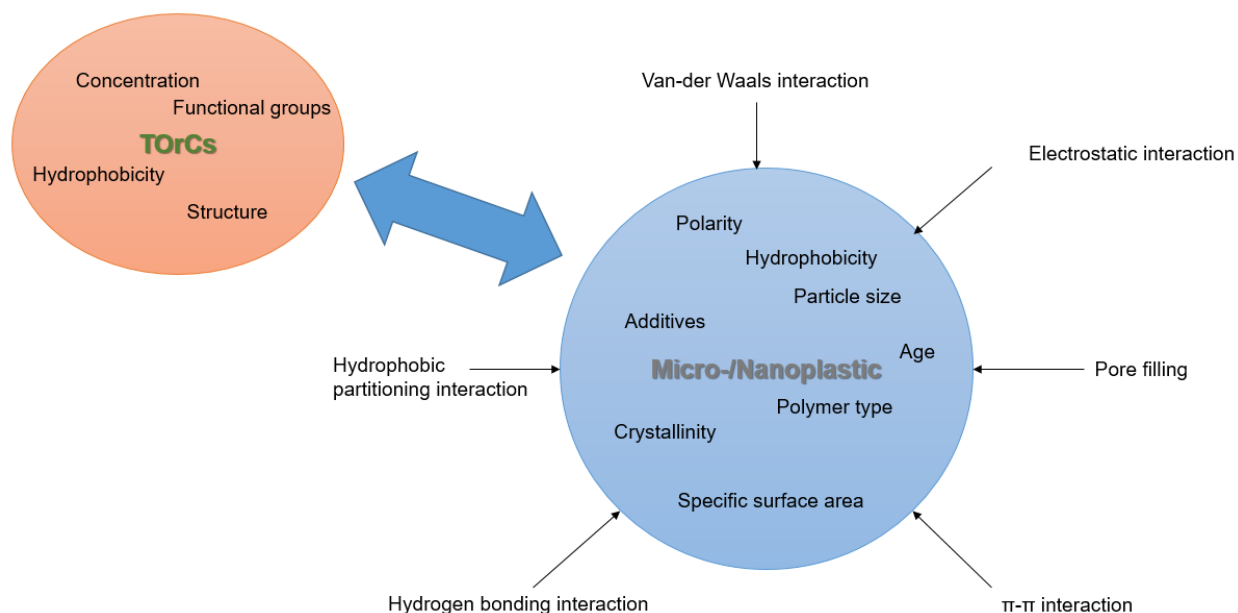 Concentration
Functional groups
TOrCs
Hydrophobicity
Structure
Van-der Waals interaction
Electrostatic interaction
Polarity
Hydrophobicity
Particle size
Additives
Age
Micro-/Nanoplastic
Polymer type
Crystallinity
Specific surface area
Hydrophobic
partitioning interaction
Pore filling
Hydrogen bonding interaction
π-π interaction